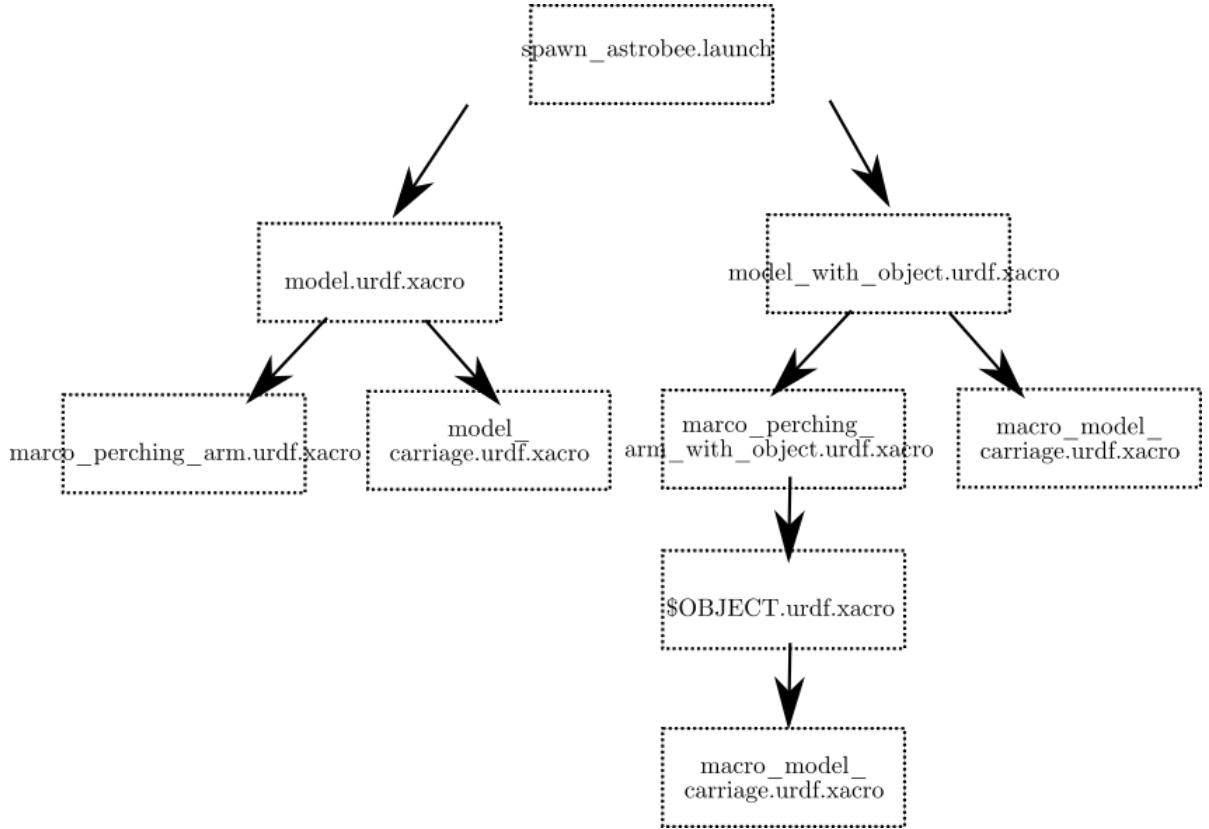 spawn_astrobee.launch
model.urdf.xacro
model_with_object.urdf.xacro
marco_perching_arm.urdf.xacro
model_
carriage.urdf.xacro
marco_perching_
arm_with_object.urdf.xacro
macro_model_
carriage.urdf.xacro
$OBJECT.urdf.xacro
macro_model_
carriage.urdf.xacro